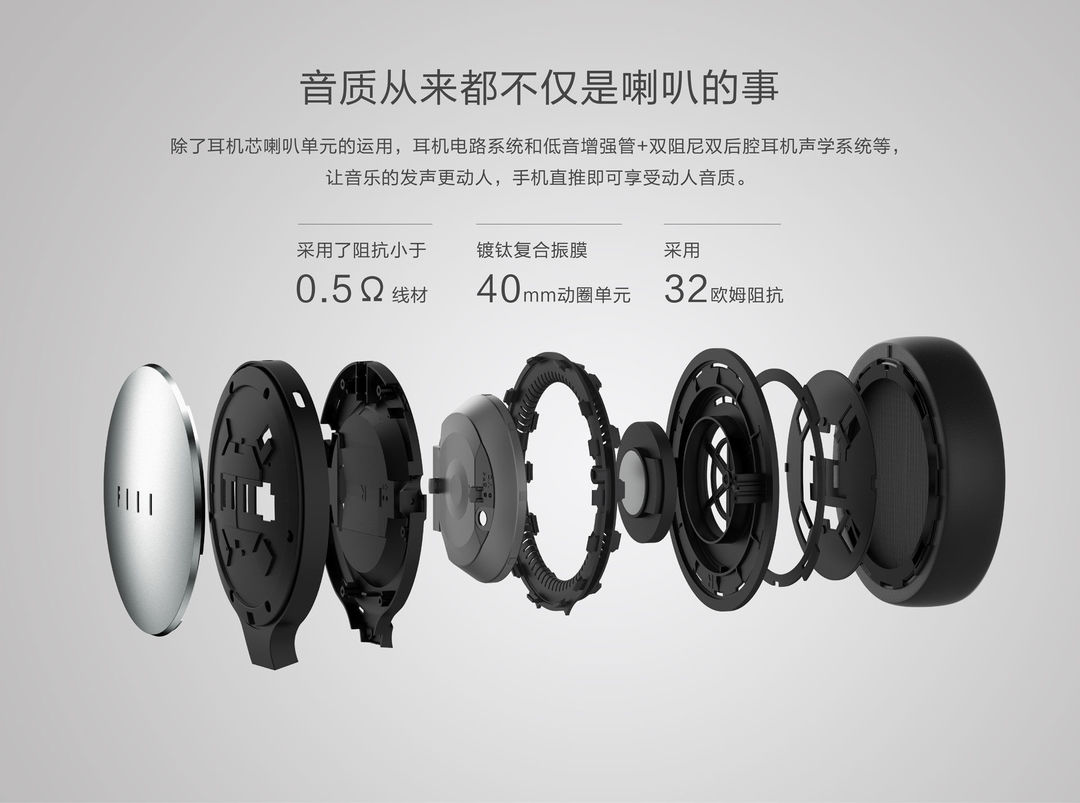 音质从来都不仅是喇叭的事
除了耳机芯喇叭单元的运用，耳机电路系统和低音增强管+双阻尼双后腔耳机声学系统等，
让音乐的发声更动人，手机直推即可享受动人音质。
采用了阻抗小于
0.5Ω线材
镀钛复合振膜
40mm动圈单元
采用
32欧姆阻抗
FIIL